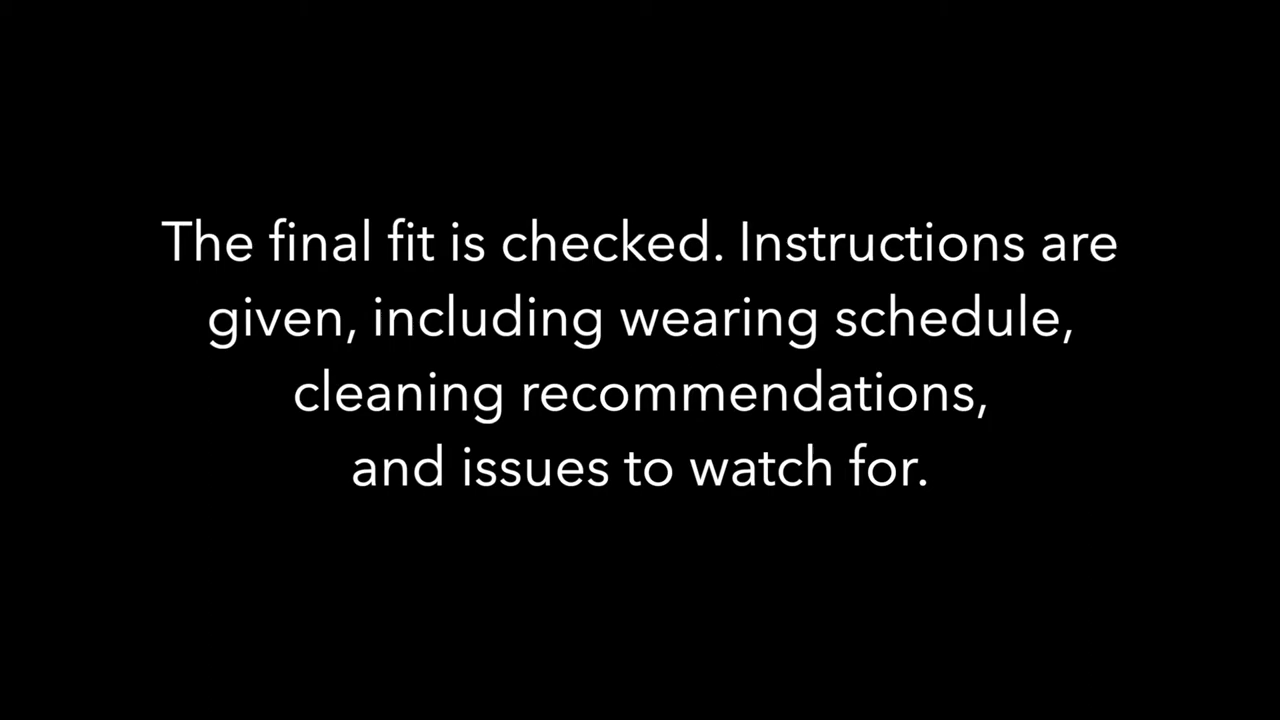 The final fit is checked. Instructions are
given, including wearing schedule,
cleaning recommendations,
and issues to watch for.